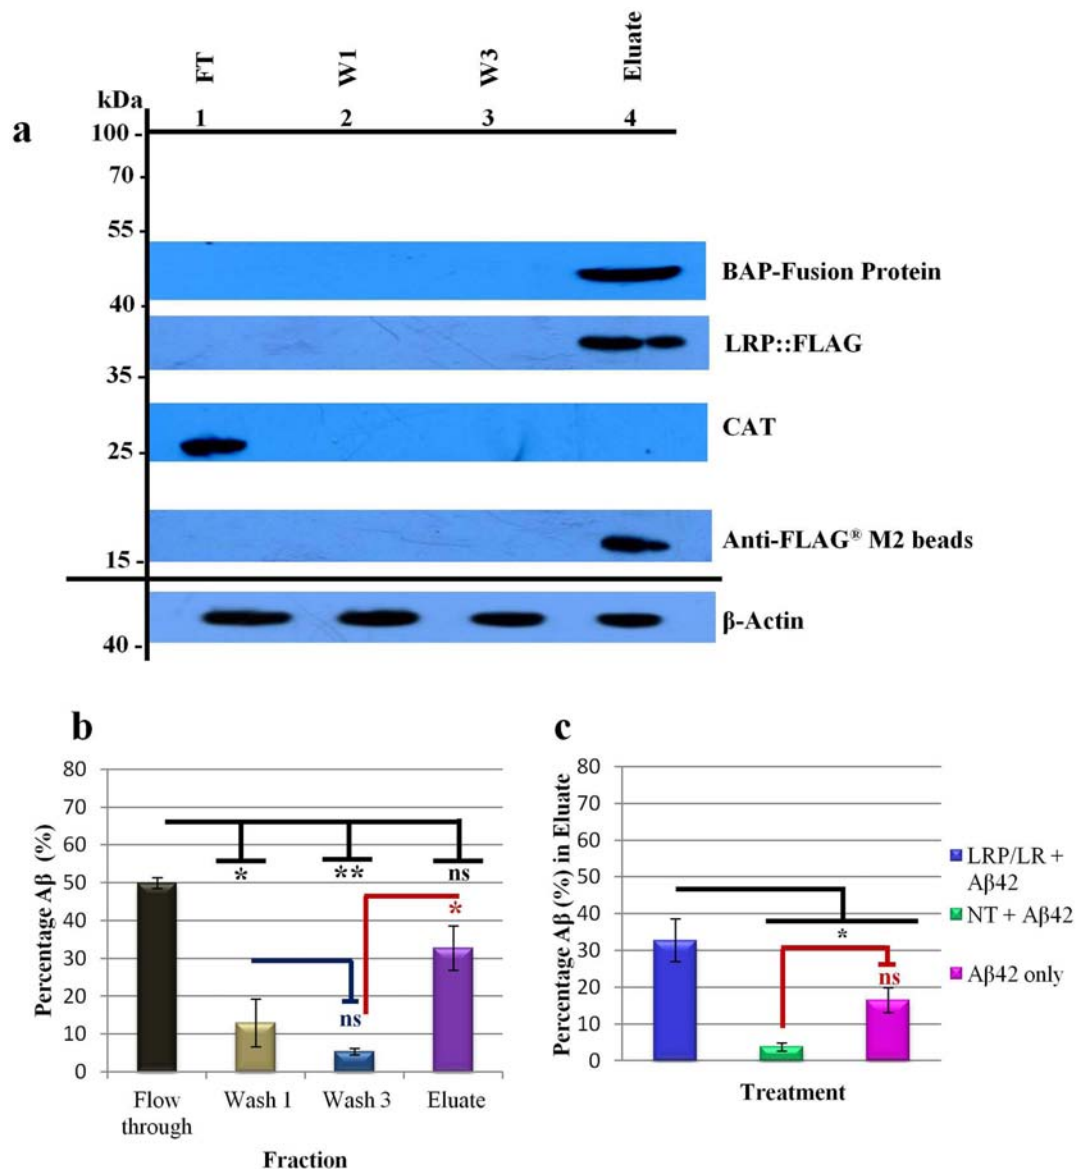 FT
W1
W3
Eluate
kDa
1 2 3 4
a
100 -
70 -
55 -
BAP-Fusion Protein
40 -
LRP::FLAG
35 -
CAT
25 -
Anti-FLAG® M2 beads
15 -
β-Actin
40 -
b
Percentage Aβ (%)
80
70
60
50
40
30
20
10
0
* ** ns
*
ns
Flow through
Wash 1
Wash 3
Eluate
Fraction
c
Percentage Aβ (%) in Eluate
80
70
60
50
40
30
20
10
0
*
ns
Treatment
LRP/LR +
Aβ42
NT + Aβ42
Aβ42 only